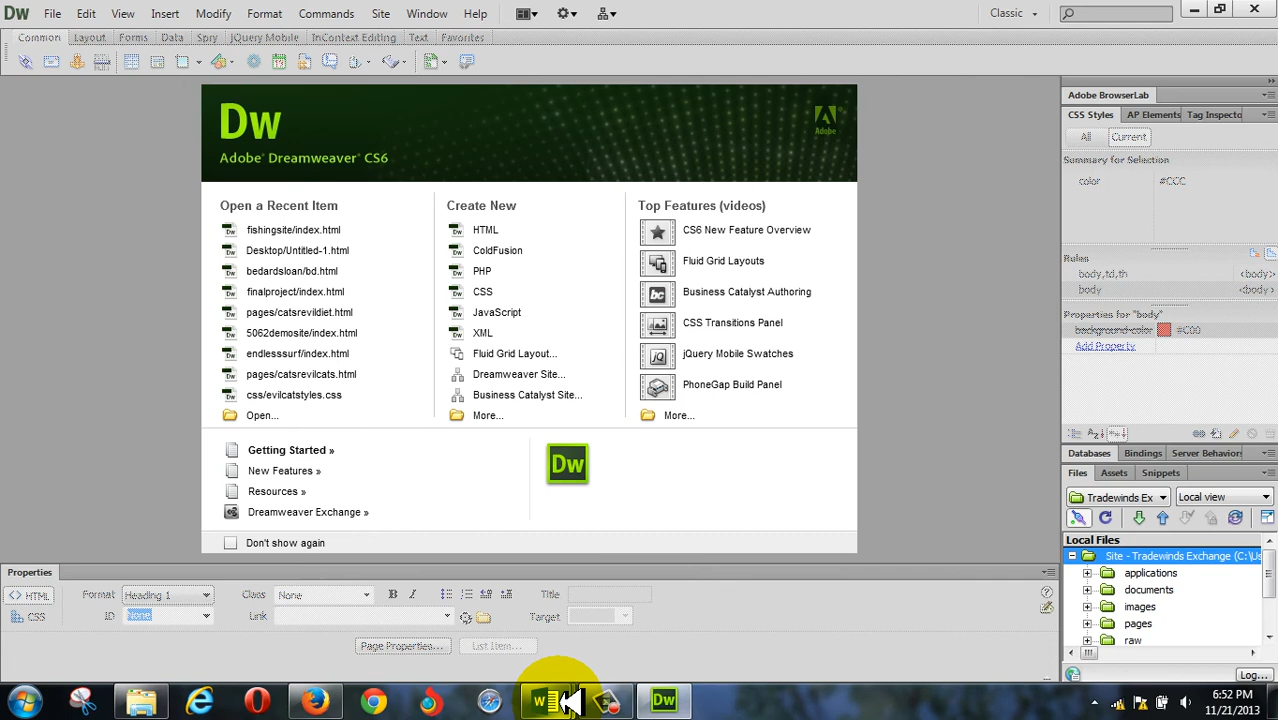 Dw File Edit View Insert Modify Format Commands Site Window Help Classic
Common Layout Forms Data Spry jQuery Mobile InContext Editing Text Favorites
Dw
Adobe® Dreamweaver® CS6
Adobe
Open a Recent Item
fishingsite/index.html
Desktop/Untitled-1.html
bedardsloan/bd.html
finalproject/index.html
pages/catsrevildiet.html
5062demosite/index.html
endlesssurf/index.html
pages/catsrevilcats.html
css/evilcatstyles.css
Open...
Create New
HTML
ColdFusion
PHP
CSS
JavaScript
XML
Fluid Grid Layout...
Dreamweaver Site...
Business Catalyst Site...
More...
Top Features (videos)
CS6 New Feature Overview
Fluid Grid Layouts
Business Catalyst Authoring
CSS Transitions Panel
jQuery Mobile Swatches
PhoneGap Build Panel
More...
Getting Started »
New Features »
Resources »
Dreamweaver Exchange »
Dw
Don't show again
Adobe BrowserLab
CSS Styles AP Elements Tag Inspecto
All Current
Summary for Selection
color #CCC
Rules
body,td,th <body>
body <body>
Properties for "body"
#CC0
Add Property
Databases Bindings Server Behaviors
Files Assets Snippets
Tradewinds Ex Local view
Local Files
Site - Tradewinds Exchange (C:\Us
applications
documents
images
pages
raw
Log...
Properties
<> HTML Format Heading 1 Class None B I Title
CSS ID Link Target
Page Properties... List Item...
W Dw
6:52 PM
11/21/2013